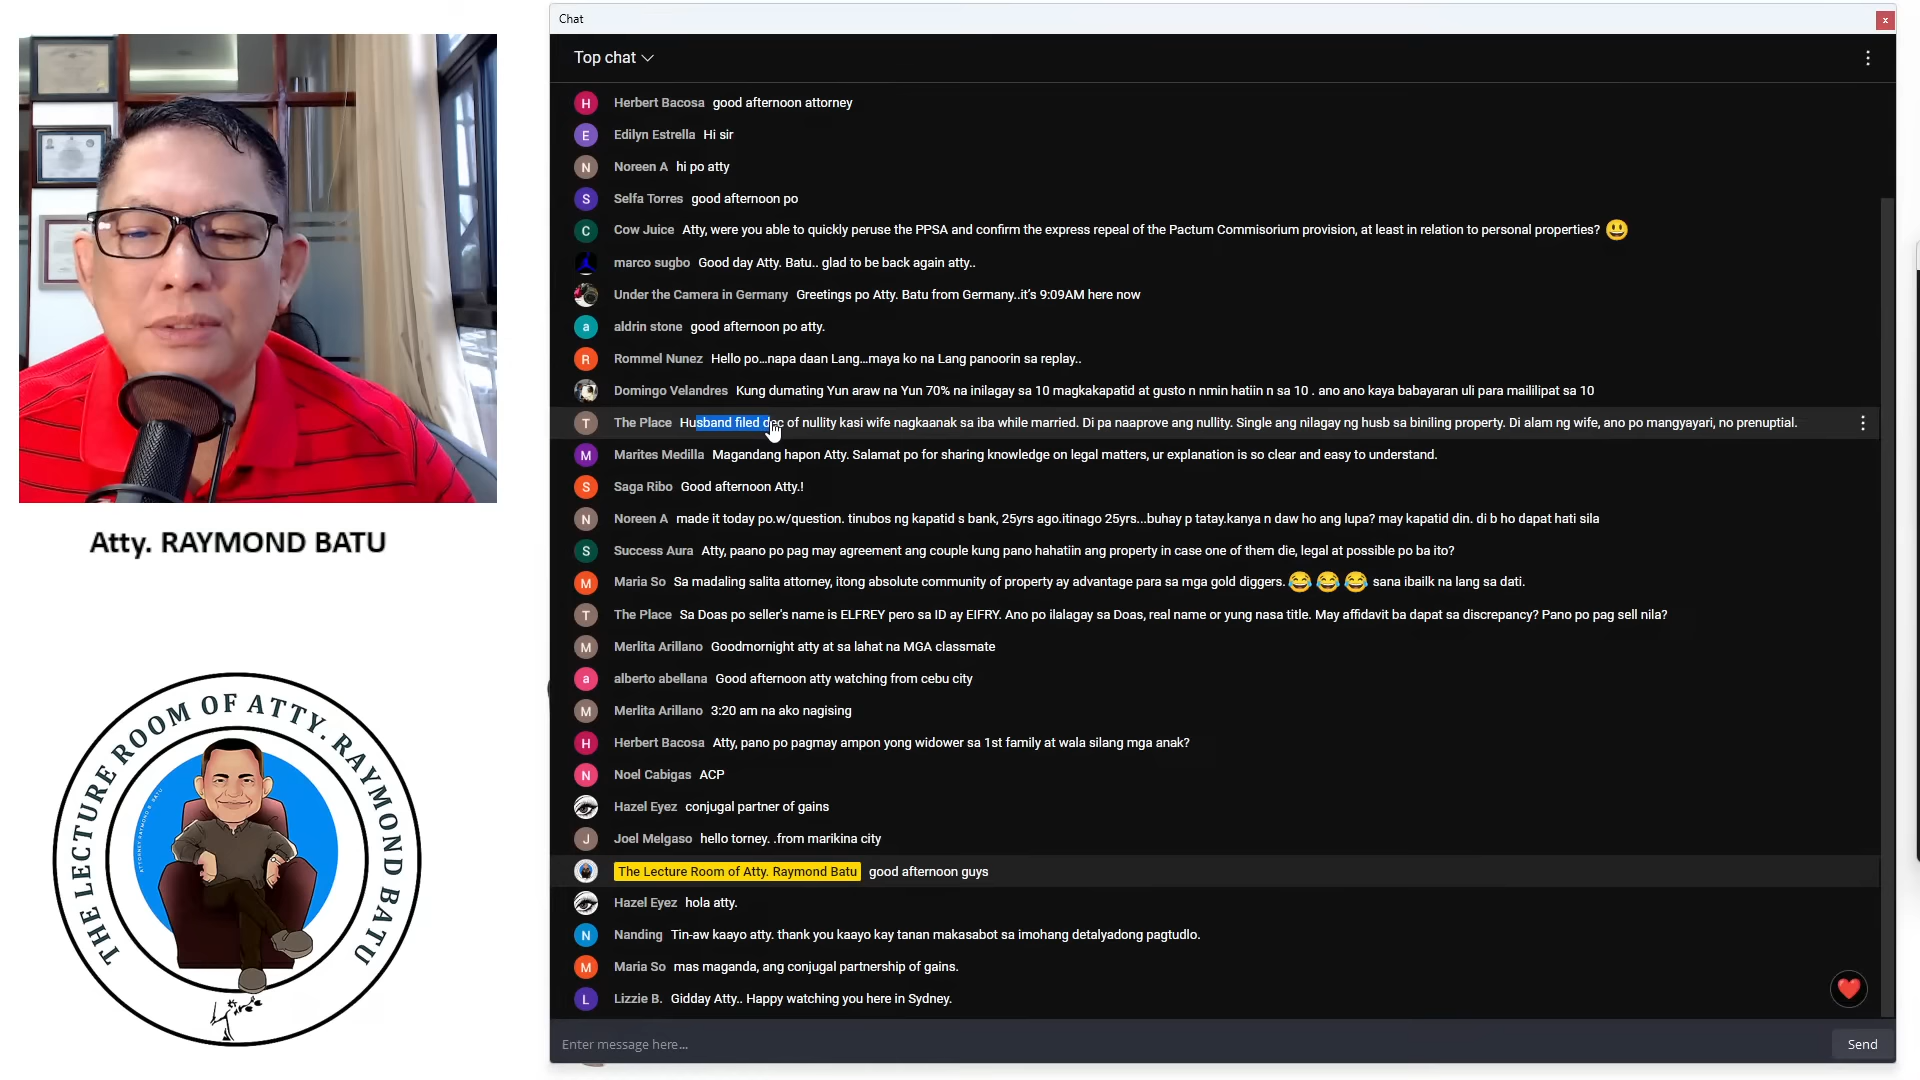 Chat
x
Top chat
H Herbert Bacosa good afternoon attorney
E Edilyn Estrella Hi sir
N Noreen A hi po atty
S Selfa Torres good afternoon po
C Cow Juice Atty, were you able to quickly peruse the PPSA and confirm the express repeal of the Pactum Commisorium provision, at least in relation to personal properties? 😃
marco sugbo Good day Atty. Batu.. glad to be back again atty..
Under the Camera in Germany Greetings po Atty. Batu from Germany..it's 9:09AM here now
a aldrin stone good afternoon po atty.
R Rommel Nunez Hello po…napa daan Lang…maya ko na Lang panoorin sa replay..
Domingo Velandres Kung dumating Yun araw na Yun 70% na inilagay sa 10 magkakapatid at gusto n nmin hatiin n sa 10 . ano ano kaya babayaran uli para maililipat sa 10
T The Place Husband filed dec of nullity kasi wife nagkaanak sa iba while married. Di pa naaprove ang nullity. Single ang nilagay ng husb sa biniling property. Di alam ng wife, ano po mangyayari, no prenuptial.
M Marites Medilla Magandang hapon Atty. Salamat po for sharing knowledge on legal matters, ur explanation is so clear and easy to understand.
S Saga Ribo Good afternoon Atty.!
N Noreen A made it today po.w/question. tinubos ng kapatid s bank, 25yrs ago.itinago 25yrs...buhay p tatay.kanya n daw ho ang lupa? may kapatid din. di b ho dapat hati sila
S Success Aura Atty, paano po pag may agreement ang couple kung pano hahatiin ang property in case one of them die, legal at possible po ba ito?
M Maria So Sa madaling salita attorney, itong absolute community of property ay advantage para sa mga gold diggers. 😂 😂 😂 sana ibailk na lang sa dati.
T The Place Sa Doas po seller's name is ELFREY pero sa ID ay EIFRY. Ano po ilalagay sa Doas, real name or yung nasa title. May affidavit ba dapat sa discrepancy? Pano po pag sell nila?
M Merlita Arillano Goodmornight atty at sa lahat na MGA classmate
a alberto abellana Good afternoon atty watching from cebu city
M Merlita Arillano 3:20 am na ako nagising
H Herbert Bacosa Atty, pano po pagmay ampon yong widower sa 1st family at wala silang mga anak?
N Noel Cabigas ACP
Hazel Eyez conjugal partner of gains
J Joel Melgaso hello torney. .from marikina city
The Lecture Room of Atty. Raymond Batu good afternoon guys
Hazel Eyez hola atty.
N Nanding Tin-aw kaayo atty. thank you kaayo kay tanan makasabot sa imohang detalyadong pagtudlo.
M Maria So mas maganda, ang conjugal partnership of gains.
L Lizzie B. Gidday Atty.. Happy watching you here in Sydney.
Enter message here...
Send
Atty. RAYMOND BATU
THE LECTURE ROOM OF ATTY. RAYMOND BATU